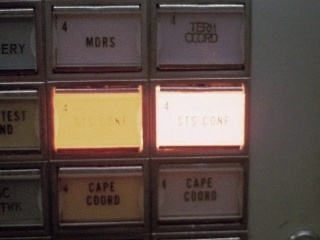 ERY
4
MDRS
4
TERM
COORD
TEST
ND
4
STS CONF
4
STS CONF
AC
TWK
4
CAPE
COORD
4
CAPE
COORD